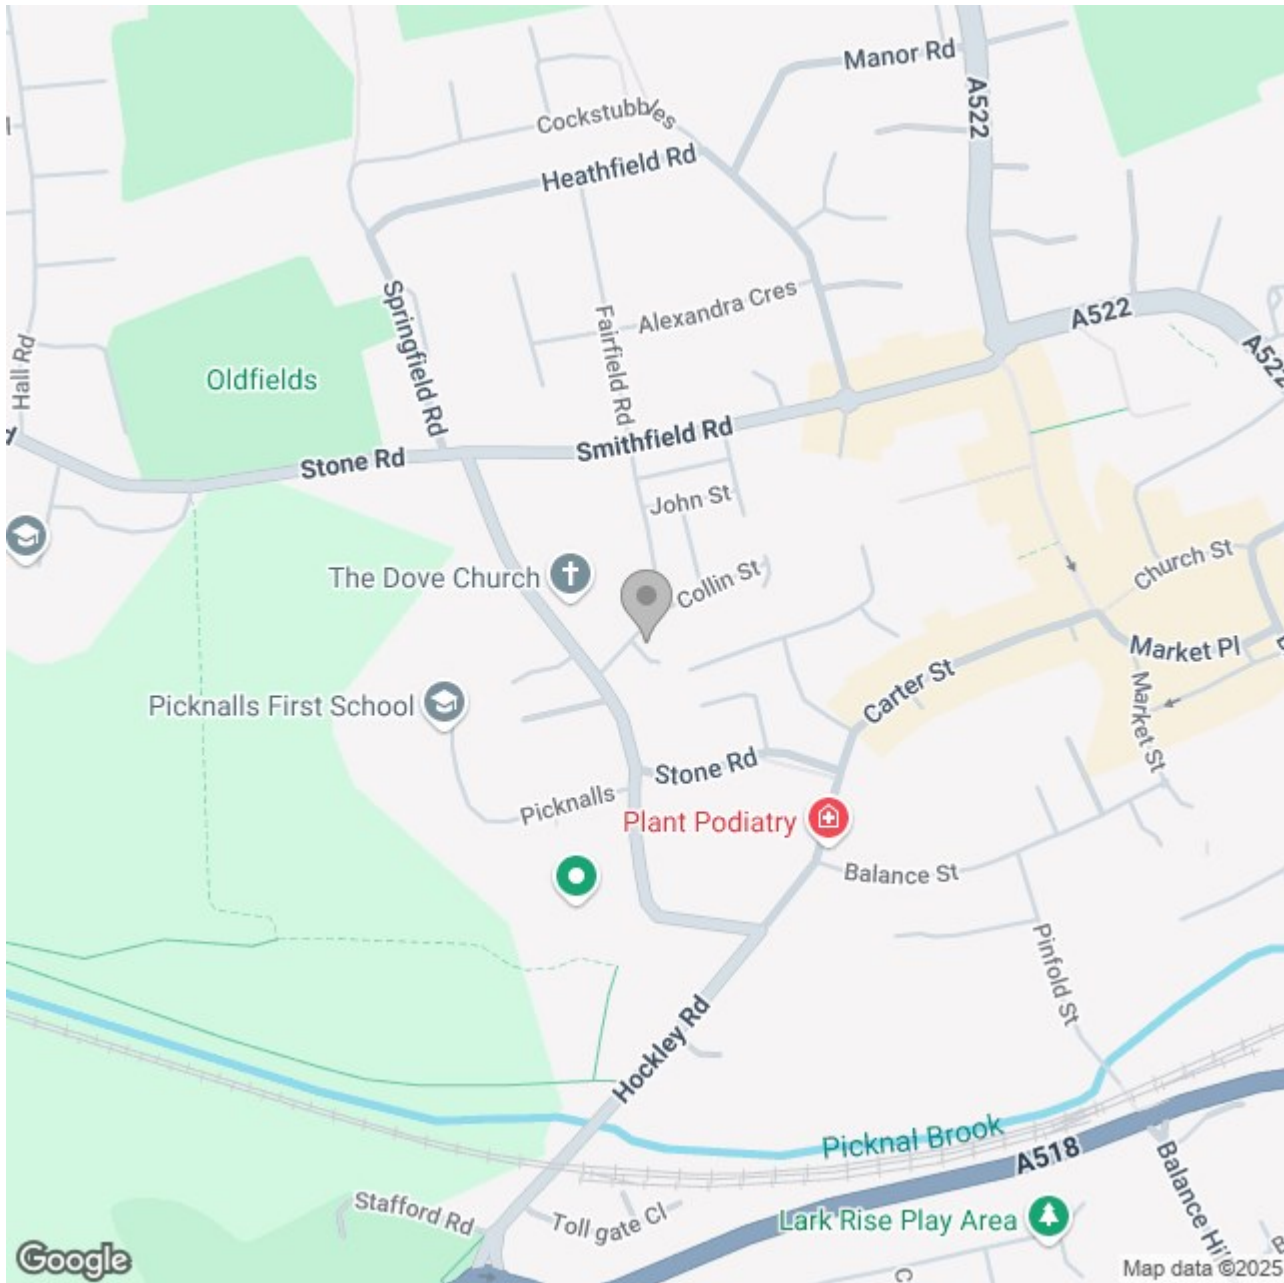 Manor Rd
A522
Cockstubbles
Heathfield Rd
Springfield Rd
Alexandra Cres
Fairfield Rd
A522
A522
Hall Rd
Oldfields
Smithfield Rd
Stone Rd
John St
Church St
The Dove Church
Collin St
Market Pl
Carter St
Market St
Picknalls First School
Stone Rd
Picknalls
Plant Podiatry
Balance St
Pinfold St
Hockley Rd
Picknal Brook
A518
Balance Hi
Stafford Rd
Toll gate Cl
Lark Rise Play Area
Google
Map data ©2025